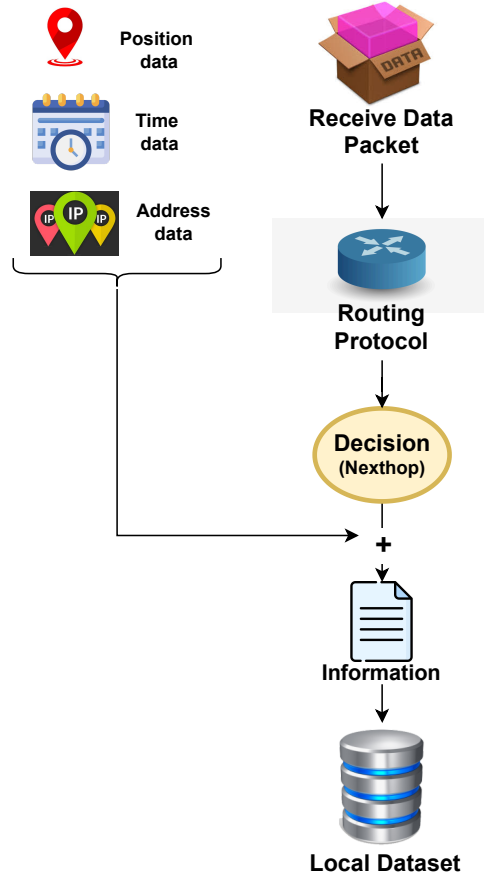 Position
data
Time
data
IP
IP
IP
Address
data
DATA
Receive Data
Packet
Routing
Protocol
Decision
(Nexthop)
+
Information
Local Dataset